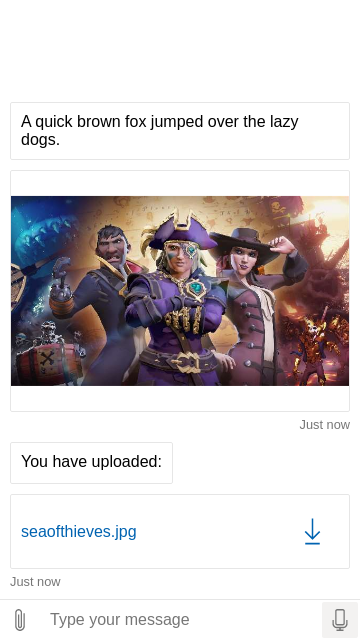 A quick brown fox jumped over the lazy
dogs.
Just now
You have uploaded:
seaofthieves.jpg
Just now
Type your message